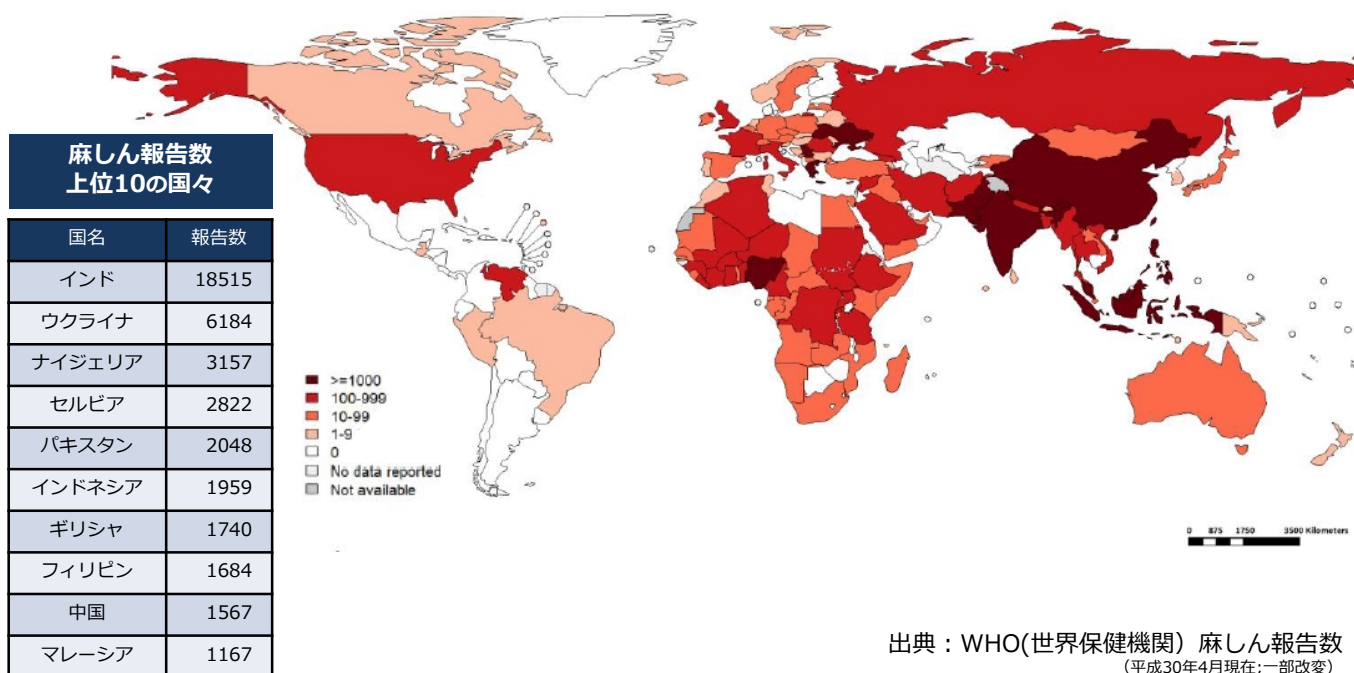 麻しん報告数
上位10の国々
国名 報告数
インド 18515
ウクライナ 6184
ナイジェリア 3157
セルビア 2822
パキスタン 2048
インドネシア 1959
ギリシャ 1740
フィリピン 1684
中国 1567
マレーシア 1167
>=1000
100-999
10-99
1-9
0
No data reported
Not available
0 875 1750 3500 Kilometers
出典：WHO(世界保健機関）麻しん報告数
（平成30年4月現在;一部改変）